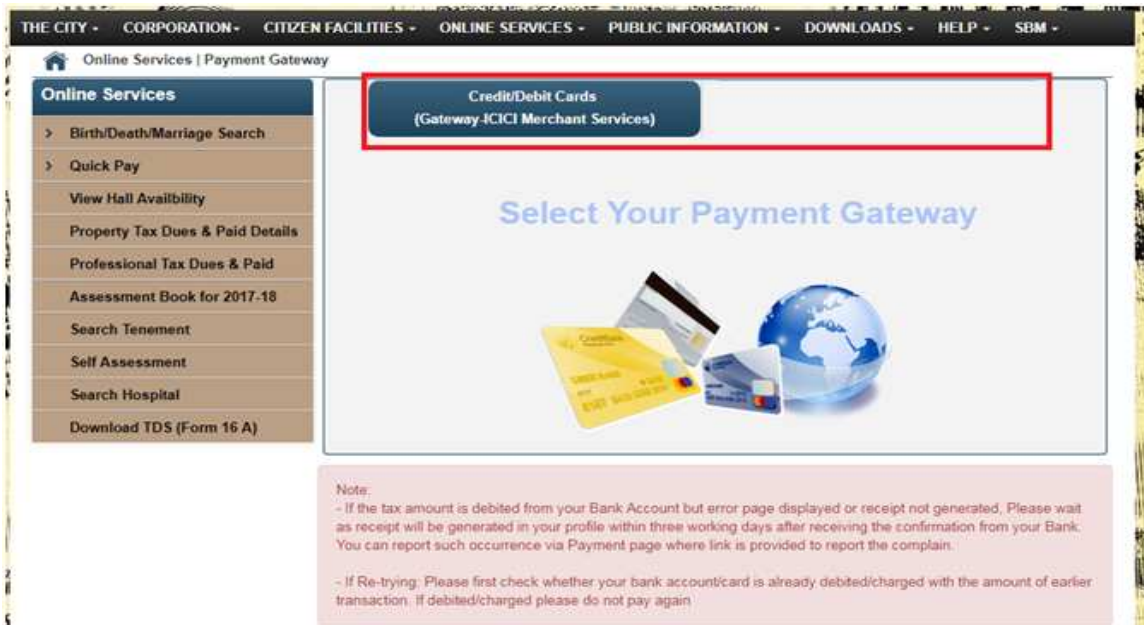 THE CITY - CORPORATION- CITIZEN FACILITIES - ONLINE SERVICES - PUBLIC INFORMATION - DOWNLOADS - HELP - SBM -
Online Services | Payment Gateway
Online Services
> Birth/Death/Marriage Search
> Quick Pay
View Hall Availbility
Property Tax Dues & Paid Details
Professional Tax Dues & Paid
Assessment Book for 2017-18
Search Tenement
Self Assessment
Search Hospital
Download TDS (Form 16 A)
Credit/Debit Cards
(Gateway-ICICI Merchant Services)
Select Your Payment Gateway
Note:
- If the tax amount is debited from your Bank Account but error page displayed or receipt not generated, Please wait
as receipt will be generated in your profile within three working days after receiving the confirmation from your Bank.
You can report such occurrence via Payment page where link is provided to report the complain.
- If Re-trying: Please first check whether your bank account/card is already debited/charged with the amount of earlier
transaction. If debited/charged please do not pay again